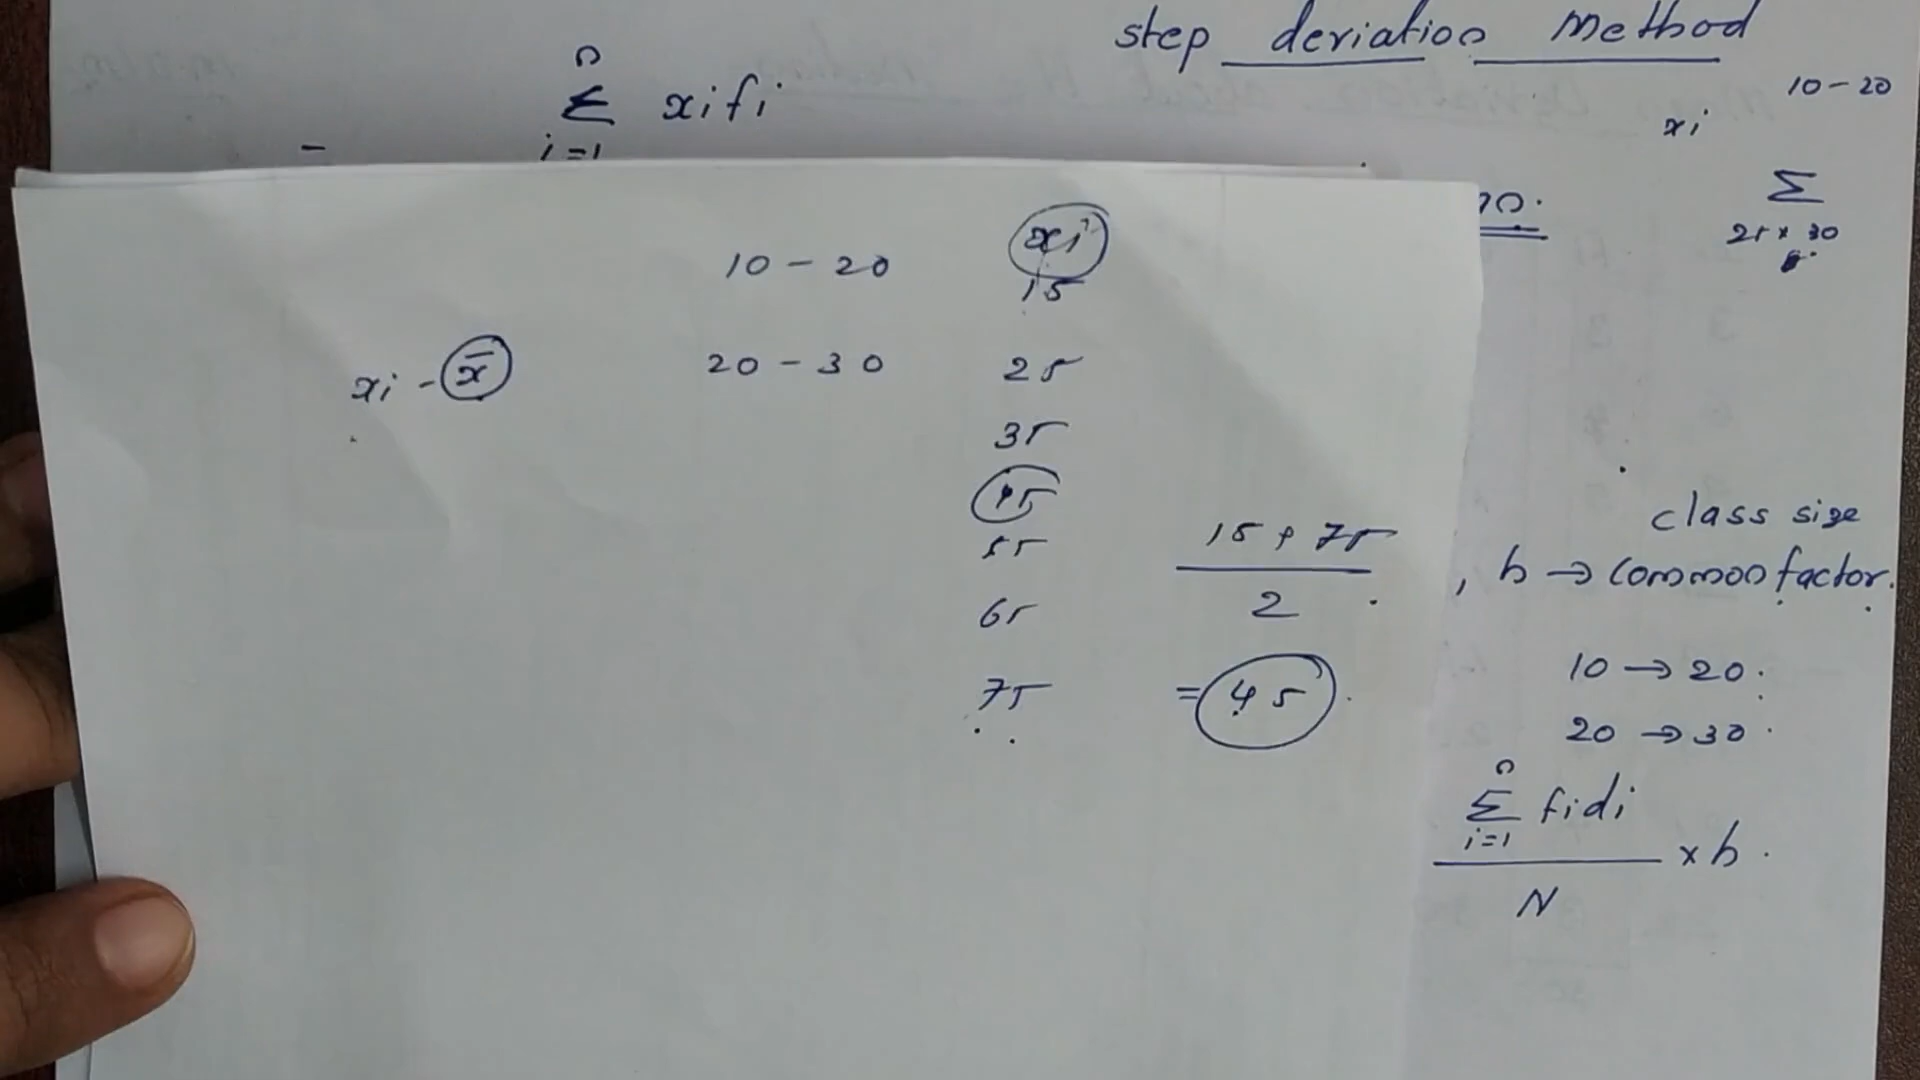 step deviation Method
n
Σ xifi
i=1
10 - 20
xi
Σ
25 x 30
10 - 20
xi
15
xi - x̄
20 - 30
25
35
45
55
65
75
15 + 75
2
= 45
class size
, h → Common factor.
10 → 20
20 → 30
n
Σ fidi
i=1
x h
N